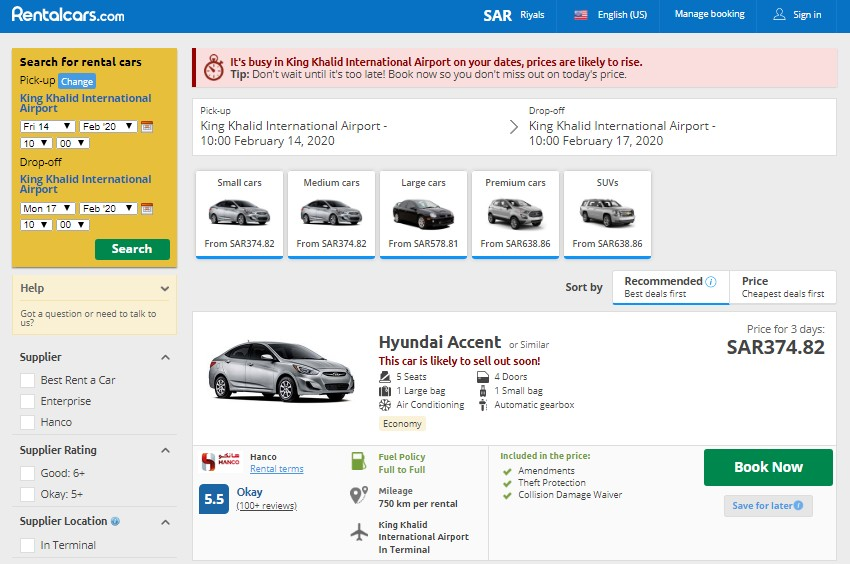 Rentalcars.com
SAR Riyals
English (US)
Manage booking
Sign in
Search for rental cars
Pick-up Change
King Khalid International
Airport
Fri 14 Feb '20
10 00
Drop-off
King Khalid International
Airport
Mon 17 Feb '20
10 00
Search
Help
Got a question or need to talk to
us?
Supplier
Best Rent a Car
Enterprise
Hanco
Supplier Rating
Good: 6+
Okay: 5+
Supplier Location
In Terminal
It's busy in King Khalid International Airport on your dates, prices are likely to rise.
Tip: Don't wait until it's too late! Book now so you don't miss out on today's price.
Pick-up
King Khalid International Airport -
10:00 February 14, 2020
Drop-off
King Khalid International Airport -
10:00 February 17, 2020
Small cars
From SAR374.82
Medium cars
From SAR374.82
Large cars
From SAR578.81
Premium cars
From SAR638.86
SUVs
From SAR638.86
Sort by
Recommended
Best deals first
Price
Cheapest deals first
Hyundai Accent or Similar
This car is likely to sell out soon!
5 Seats
4 Doors
1 Large bag
1 Small bag
Air Conditioning
Automatic gearbox
Economy
Price for 3 days:
SAR374.82
هانكو
HANCO
Hanco
Rental terms
5.5
Okay
(100+ reviews)
Fuel Policy
Full to Full
Mileage
750 km per rental
King Khalid
International Airport
In Terminal
Included in the price:
Amendments
Theft Protection
Collision Damage Waiver
Book Now
Save for later